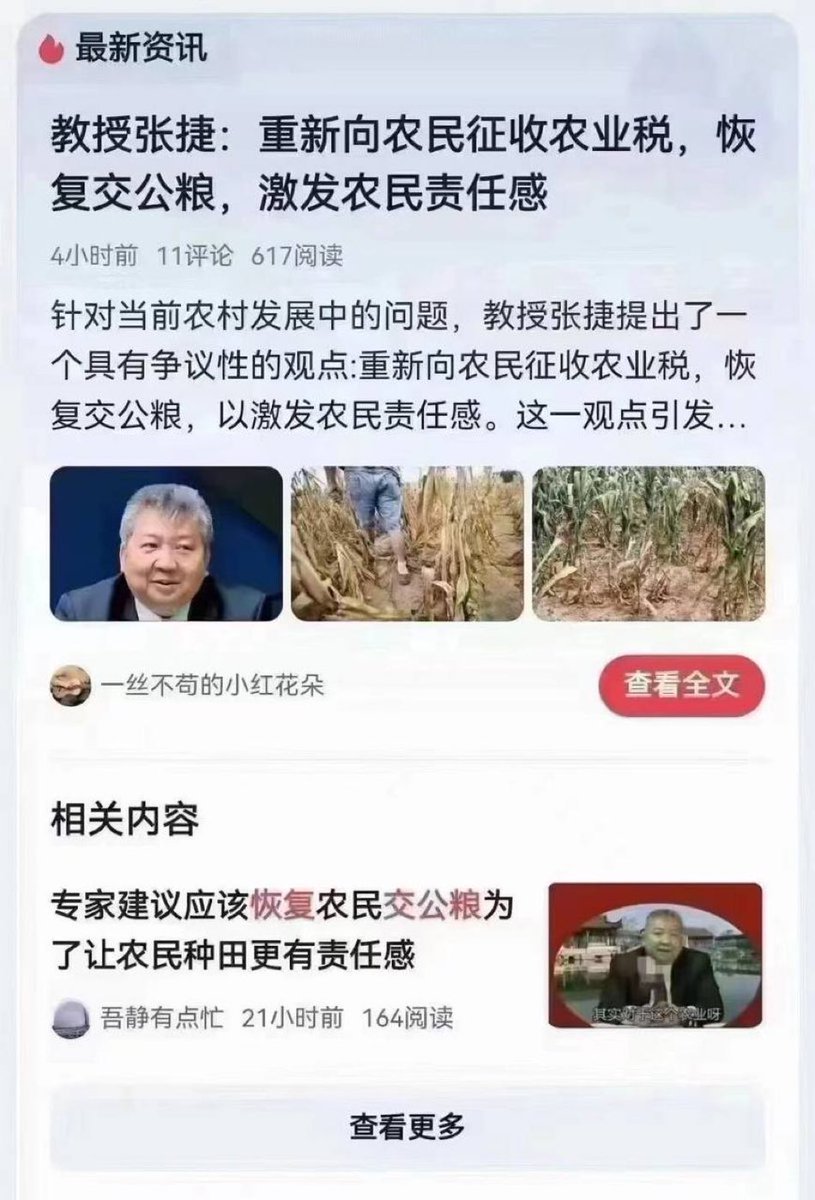 最新资讯
教授张捷：重新向农民征收农业税，恢
复交公粮，激发农民责任感
4小时前 11评论 617阅读
针对当前农村发展中的问题，教授张捷提出了一
个具有争议性的观点:重新向农民征收农业税，恢
复交公粮，以激发农民责任感。这一观点引发...
一丝不苟的小红花朵
查看全文
相关内容
专家建议应该恢复农民交公粮为
了让农民种田更有责任感
吾静有点忙 21小时前 164阅读
查看更多